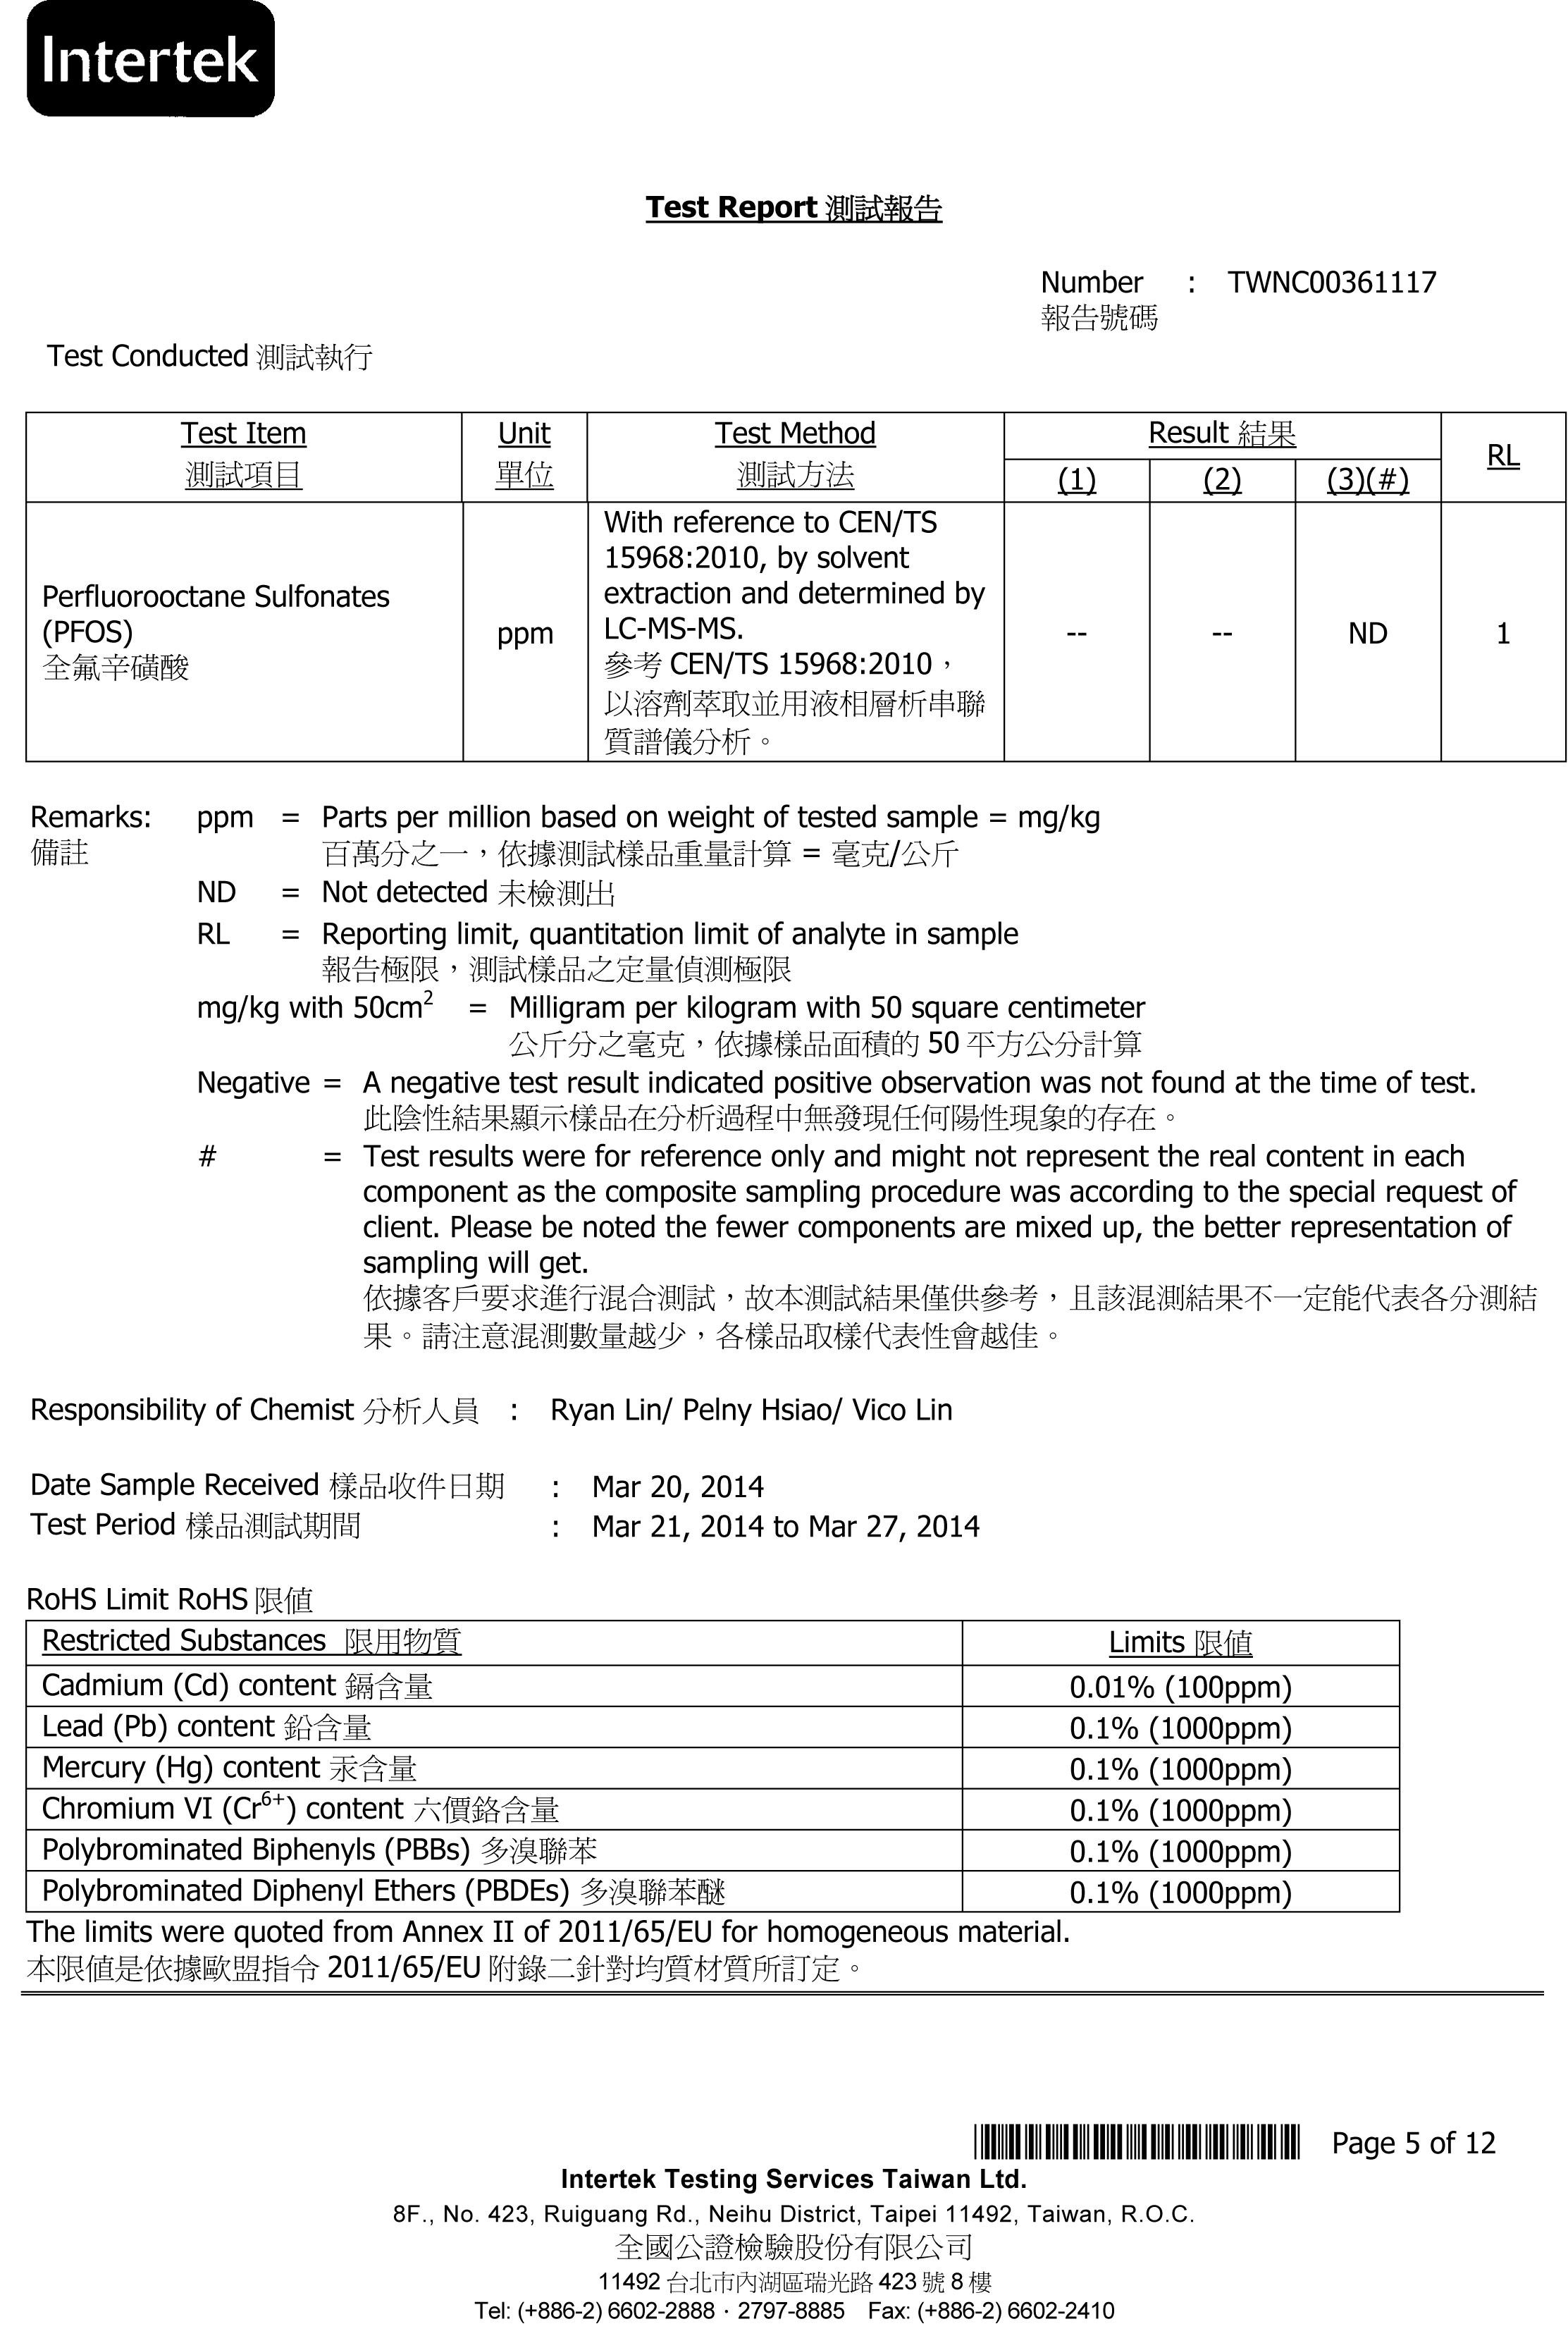 Intertek
Test Report 測試報告
Number : TWNC00361117
報告號碼
Test Conducted 測試執行
Test Item Unit Test Method Result 結果 RL
測試項目 單位 測試方法 (1) (2) (3)(#)
Perfluorooctane Sulfonates
(PFOS)
全氟辛磺酸
ppm
With reference to CEN/TS
15968:2010, by solvent
extraction and determined by
LC-MS-MS.
參考 CEN/TS 15968:2010，
以溶劑萃取並用液相層析串聯
質譜儀分析。
-- -- ND 1
Remarks: ppm = Parts per million based on weight of tested sample = mg/kg
備註 百萬分之一，依據測試樣品重量計算 = 毫克/公斤
ND = Not detected 未檢測出
RL = Reporting limit, quantitation limit of analyte in sample
報告極限，測試樣品之定量偵測極限
mg/kg with 50cm² = Milligram per kilogram with 50 square centimeter
公斤分之毫克，依據樣品面積的 50 平方公分計算
Negative = A negative test result indicated positive observation was not found at the time of test.
此陰性結果顯示樣品在分析過程中無發現任何陽性現象的存在。
# = Test results were for reference only and might not represent the real content in each
component as the composite sampling procedure was according to the special request of
client. Please be noted the fewer components are mixed up, the better representation of
sampling will get.
依據客戶要求進行混合測試，故本測試結果僅供參考，且該混測結果不一定能代表各分測結
果。請注意混測數量越少，各樣品取樣代表性會越佳。
Responsibility of Chemist 分析人員 : Ryan Lin/ Pelny Hsiao/ Vico Lin
Date Sample Received 樣品收件日期 : Mar 20, 2014
Test Period 樣品測試期間 : Mar 21, 2014 to Mar 27, 2014
RoHS Limit RoHS 限值
Restricted Substances 限用物質 Limits 限值
Cadmium (Cd) content 鎘含量 0.01% (100ppm)
Lead (Pb) content 鉛含量 0.1% (1000ppm)
Mercury (Hg) content 汞含量 0.1% (1000ppm)
Chromium VI (Cr⁶⁺) content 六價鉻含量 0.1% (1000ppm)
Polybrominated Biphenyls (PBBs) 多溴聯苯 0.1% (1000ppm)
Polybrominated Diphenyl Ethers (PBDEs) 多溴聯苯醚 0.1% (1000ppm)
The limits were quoted from Annex II of 2011/65/EU for homogeneous material.
本限值是依據歐盟指令 2011/65/EU 附錄二針對均質材質所訂定。
Page 5 of 12
Intertek Testing Services Taiwan Ltd.
8F., No. 423, Ruiguang Rd., Neihu District, Taipei 11492, Taiwan, R.O.C.
全國公證檢驗股份有限公司
11492 台北市內湖區瑞光路 423 號 8 樓
Tel: (+886-2) 6602-2888 · 2797-8885 Fax: (+886-2) 6602-2410